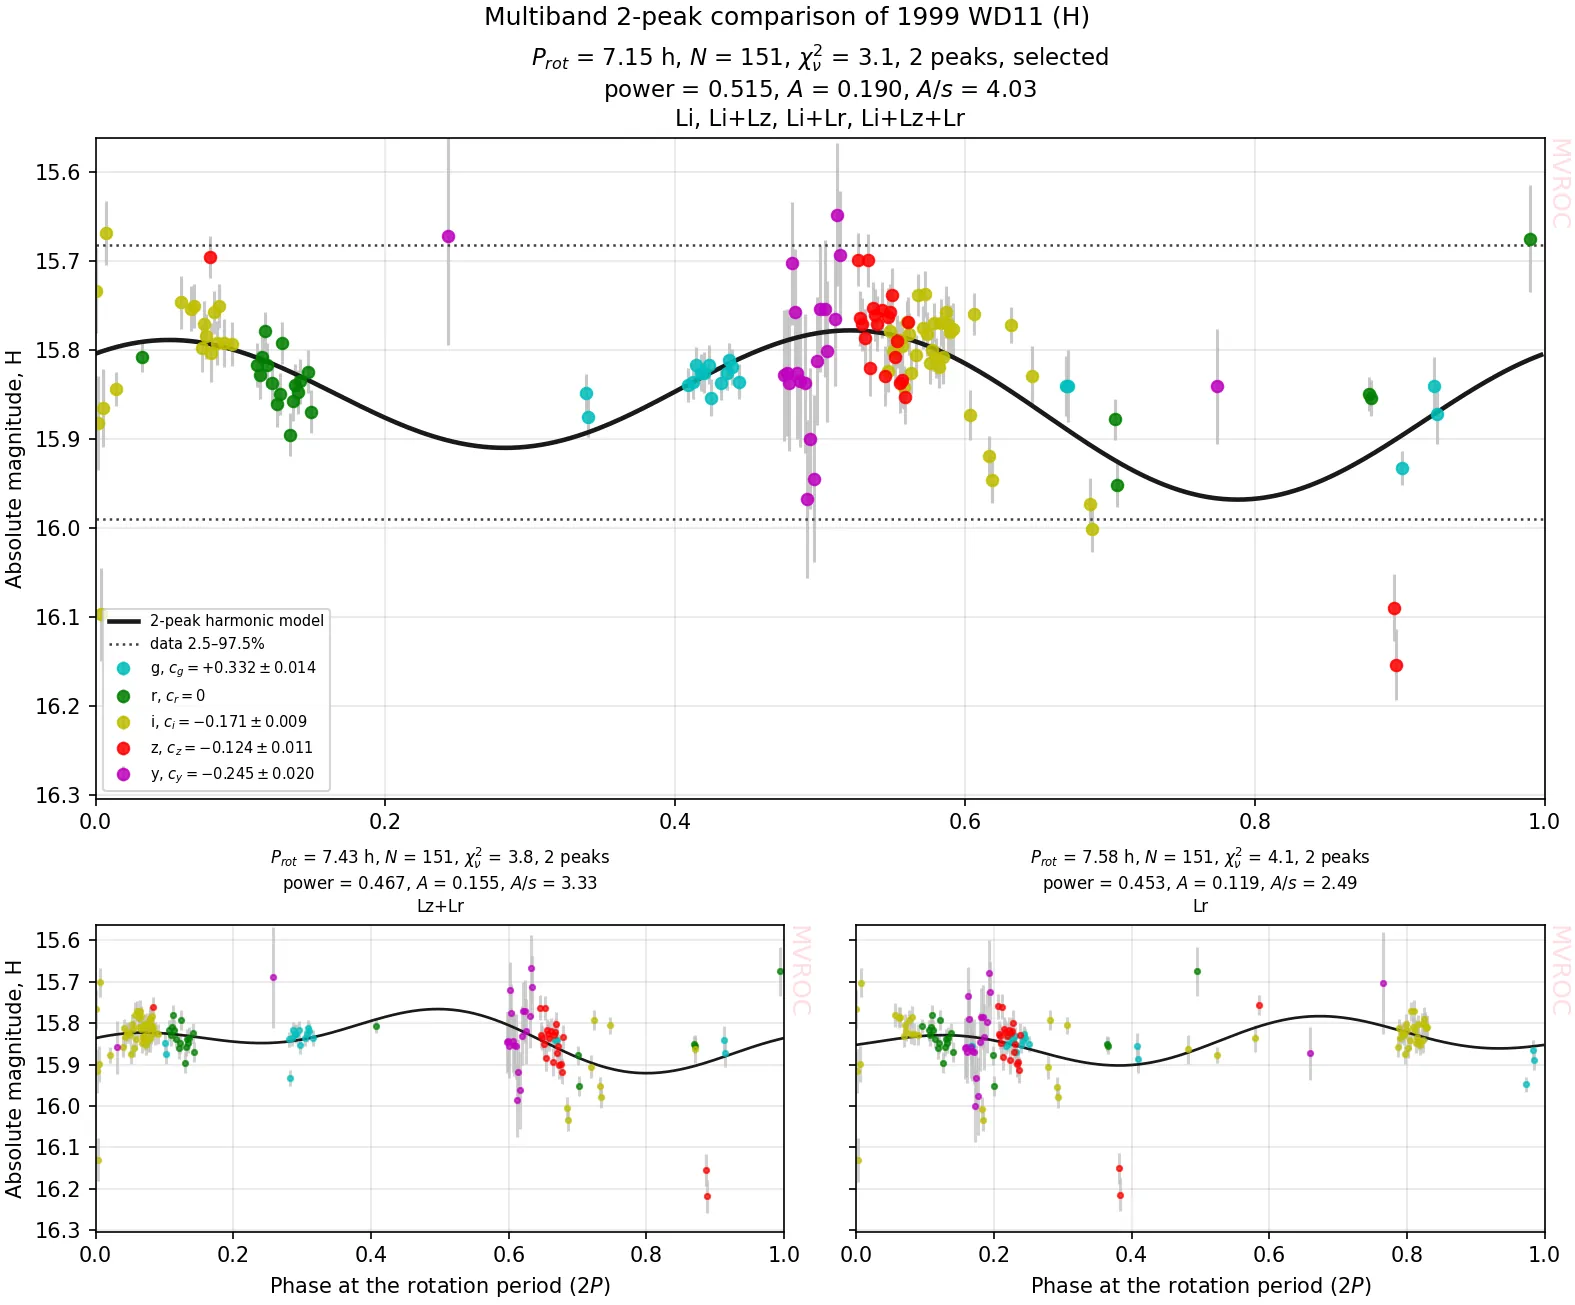 Multiband 2-peak comparison of 1999 WD11 (H)
P_rot = 7.15 h, N = 151, χ²_ν = 3.1, 2 peaks, selected
power = 0.515, A = 0.190, A/s = 4.03
Li, Li+Lz, Li+Lr, Li+Lz+Lr
MVROC
Absolute magnitude, H
15.6
15.7
15.8
15.9
16.0
16.1
16.2
16.3
2-peak harmonic model
data 2.5–97.5%
g, c_g = +0.332 ± 0.014
r, c_r = 0
i, c_i = −0.171 ± 0.009
z, c_z = −0.124 ± 0.011
y, c_y = −0.245 ± 0.020
0.0 0.2 0.4 0.6 0.8 1.0
P_rot = 7.43 h, N = 151, χ²_ν = 3.8, 2 peaks
power = 0.467, A = 0.155, A/s = 3.33
Lz+Lr
MVROC
Absolute magnitude, H
15.6
15.7
15.8
15.9
16.0
16.1
16.2
16.3
0.0 0.2 0.4 0.6 0.8 1.0
Phase at the rotation period (2P)
P_rot = 7.58 h, N = 151, χ²_ν = 4.1, 2 peaks
power = 0.453, A = 0.119, A/s = 2.49
Lr
MVROC
0.0 0.2 0.4 0.6 0.8 1.0
Phase at the rotation period (2P)